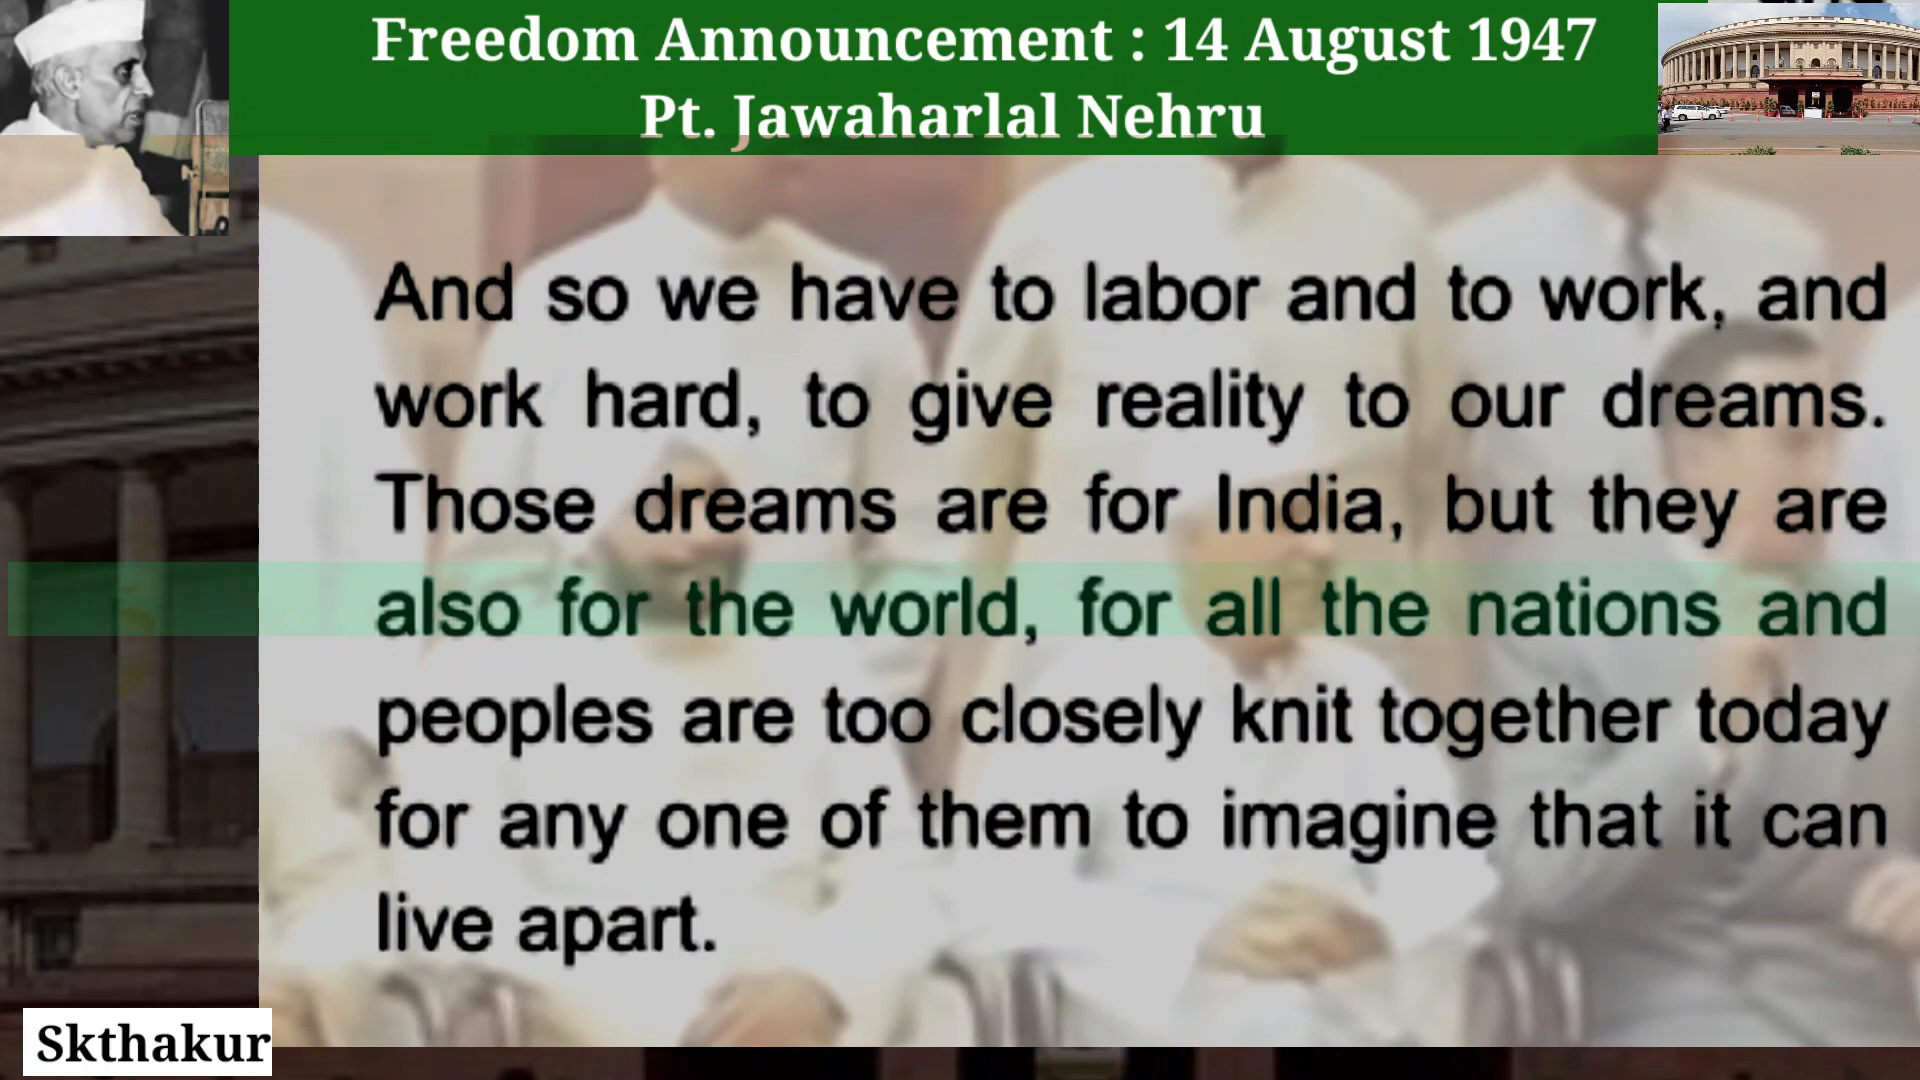 Freedom Announcement : 14 August 1947
Pt. Jawaharlal Nehru
And so we have to labor and to work, and
work hard, to give reality to our dreams.
Those dreams are for India, but they are
also for the world, for all the nations and
peoples are too closely knit together today
for any one of them to imagine that it can
live apart.
Skthakur